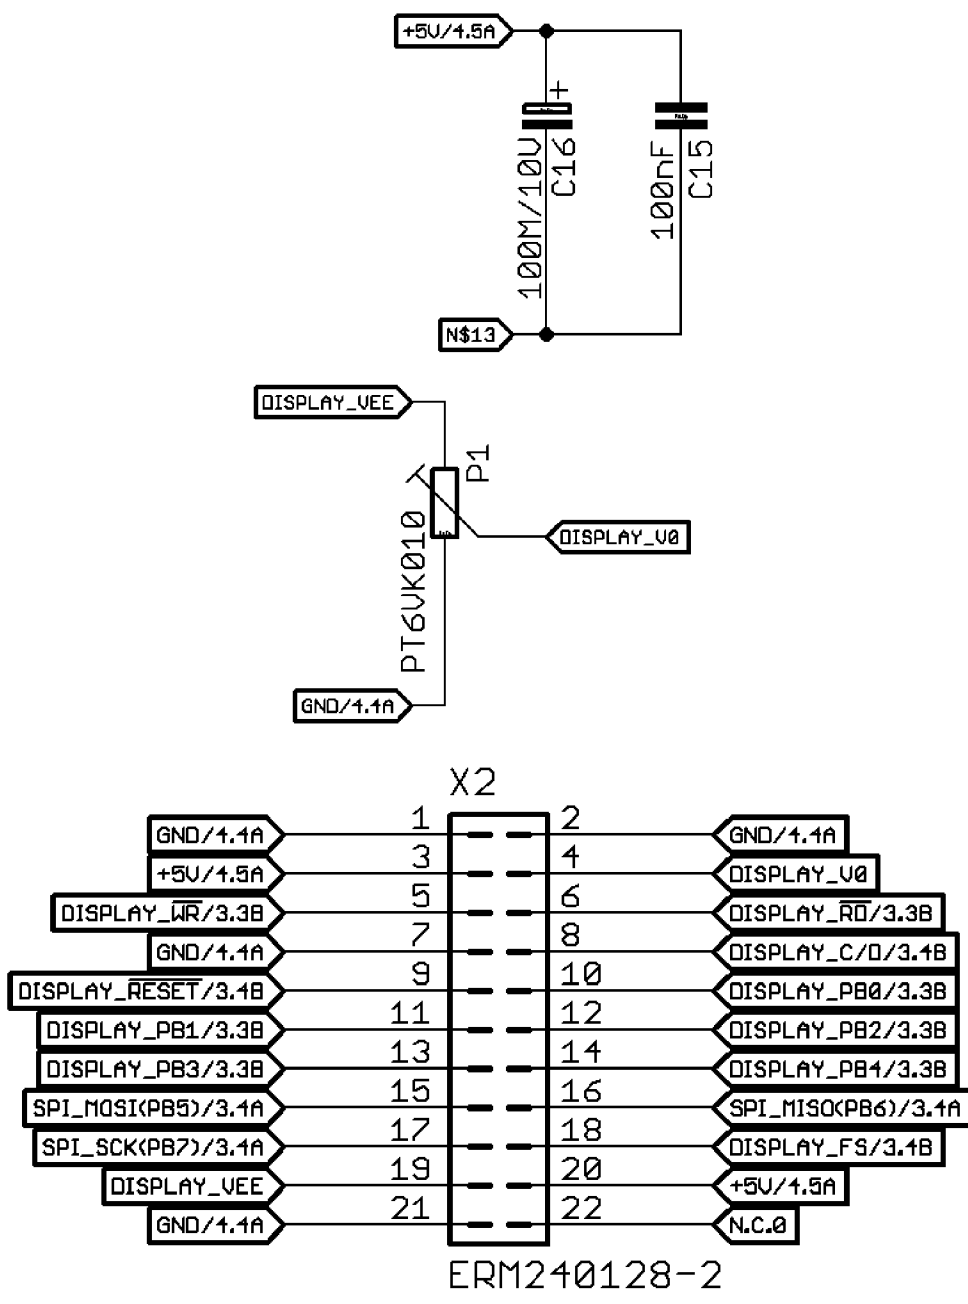 +5V/4.5A
+
100M/10V
C16
100nF
C15
N$13
DISPLAY_VEE
P1
PT6VK010
DISPLAY_V0
GND/4.4A
X2
GND/4.4A 1 2 GND/4.4A
+5V/4.5A 3 4 DISPLAY_V0
DISPLAY_WR/3.3B 5 6 DISPLAY_RD/3.3B
GND/4.4A 7 8 DISPLAY_C/D/3.4B
DISPLAY_RESET/3.4B 9 10 DISPLAY_PB0/3.3B
DISPLAY_PB1/3.3B 11 12 DISPLAY_PB2/3.3B
DISPLAY_PB3/3.3B 13 14 DISPLAY_PB4/3.3B
SPI_MOSI(PB5)/3.4A 15 16 SPI_MISO(PB6)/3.4A
SPI_SCK(PB7)/3.4A 17 18 DISPLAY_FS/3.4B
DISPLAY_VEE 19 20 +5V/4.5A
GND/4.4A 21 22 N.C.0
ERM240128-2